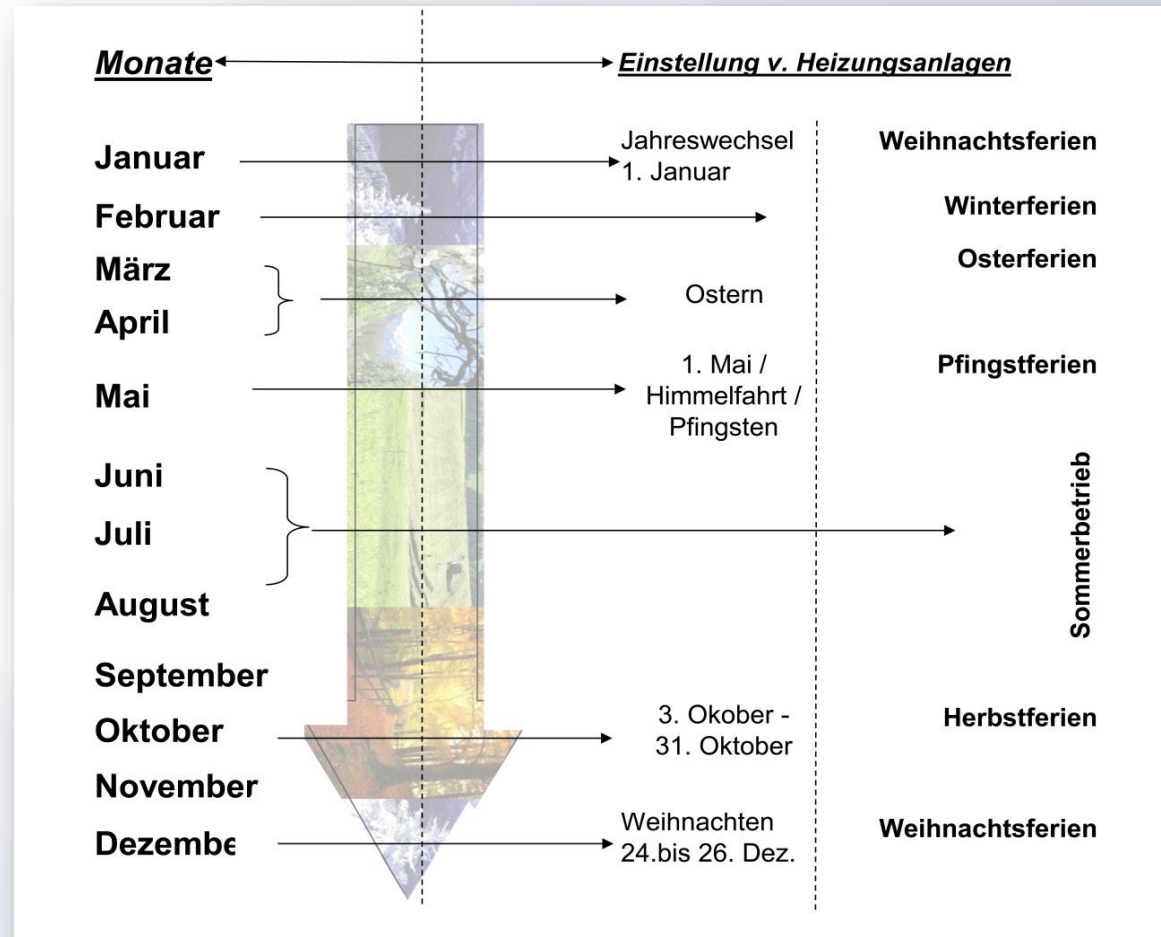 Monate
Einstellung v. Heizungsanlagen
Januar
Jahreswechsel
1. Januar
Weihnachtsferien
Februar
Winterferien
März
Osterferien
April
Ostern
Mai
1. Mai /
Himmelfahrt /
Pfingsten
Pfingstferien
Juni
Juli
August
Sommerbetrieb
September
Oktober
3. Okober -
31. Oktober
Herbstferien
November
Dezembe
Weihnachten
24.bis 26. Dez.
Weihnachtsferien